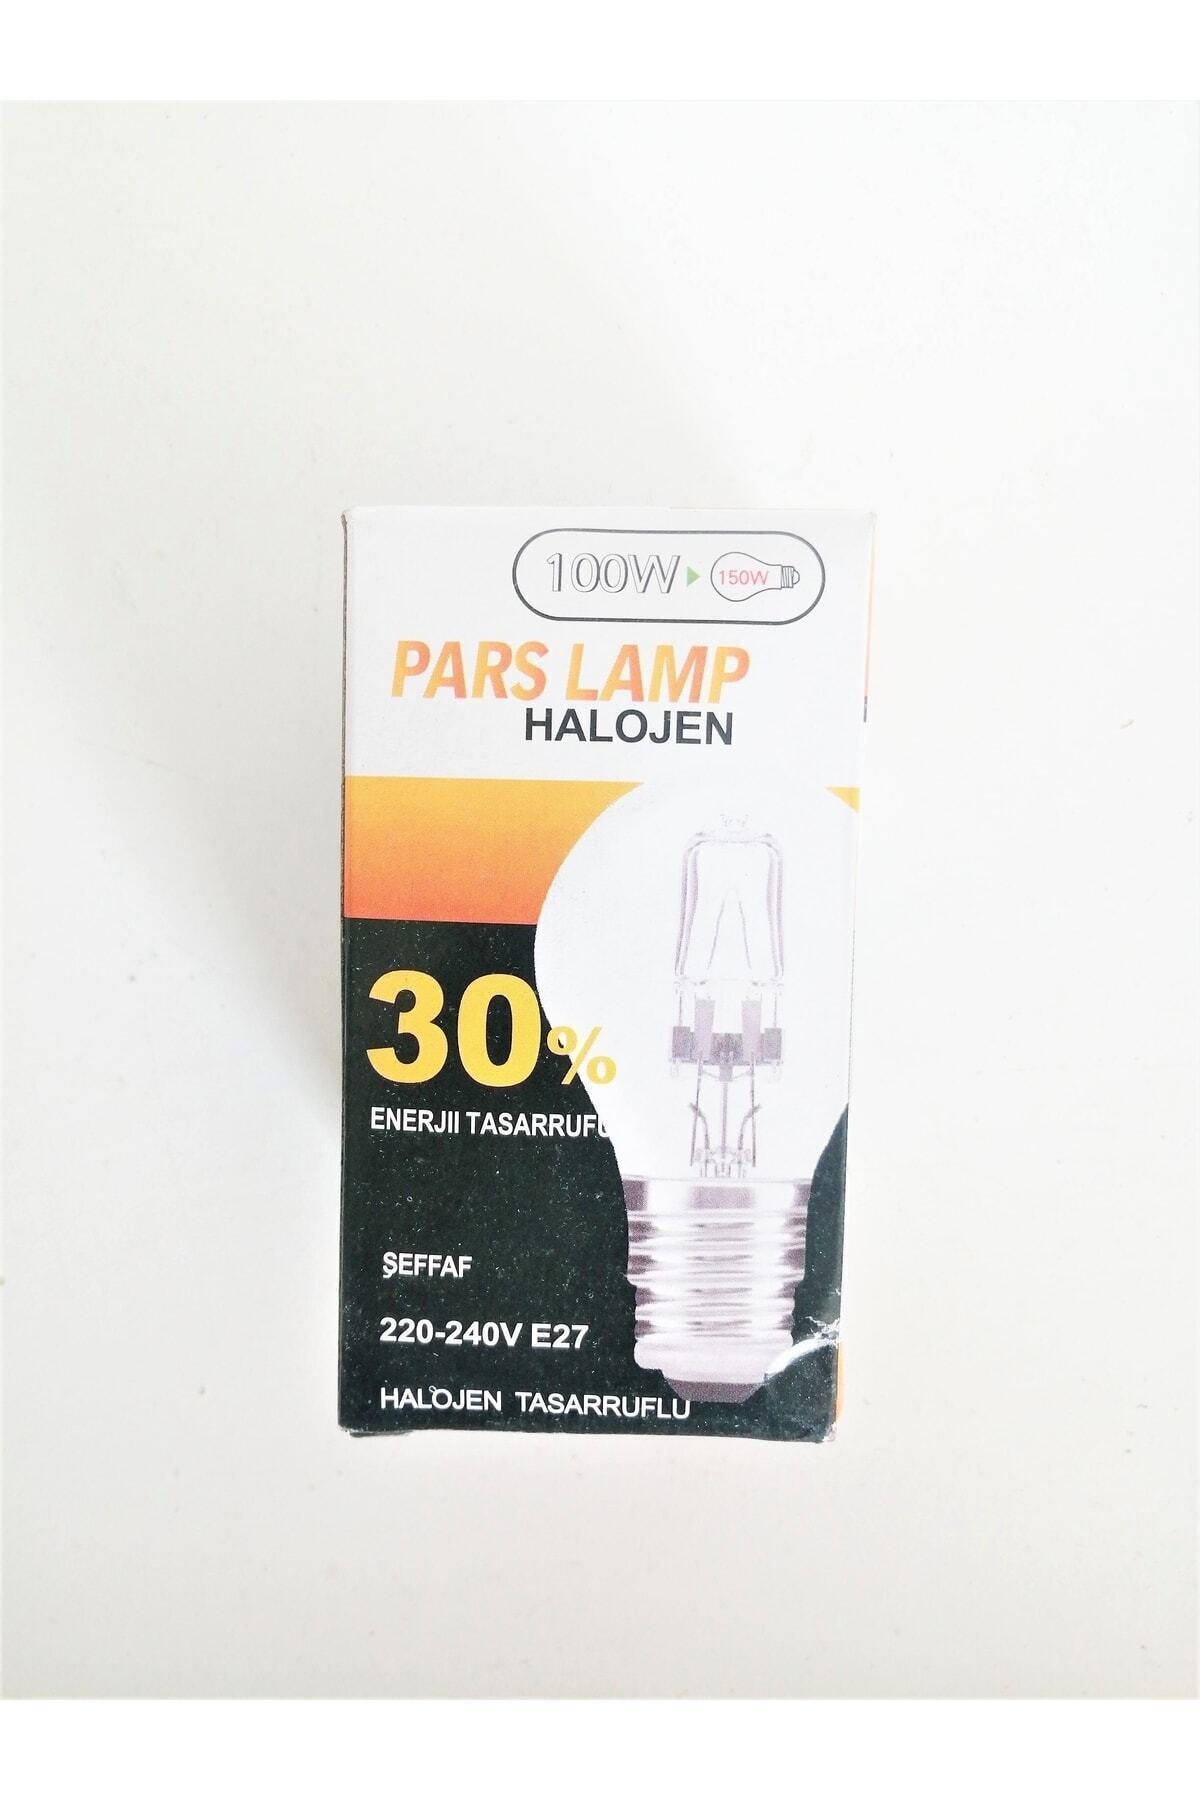 100W 150W
PARS LAMP
HALOJEN
30%
ENERJII TASARRUFU
ŞEFFAF
220-240V E27
HALOJEN TASARRUFLU